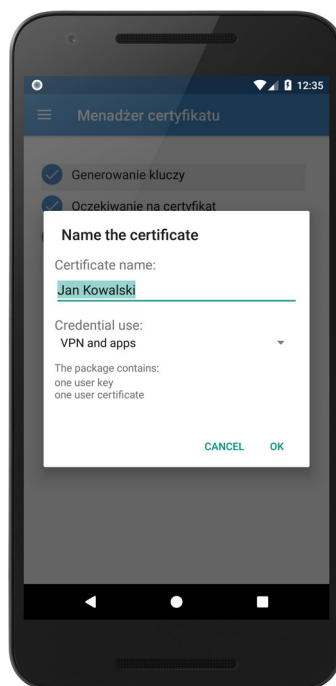 12:35
Menadżer certyfikatu
Generowanie kluczy
Oczekiwanie na certyfikat
Name the certificate
Certificate name:
Jan Kowalski
Credential use:
VPN and apps
The package contains:
one user key
one user certificate
CANCEL OK